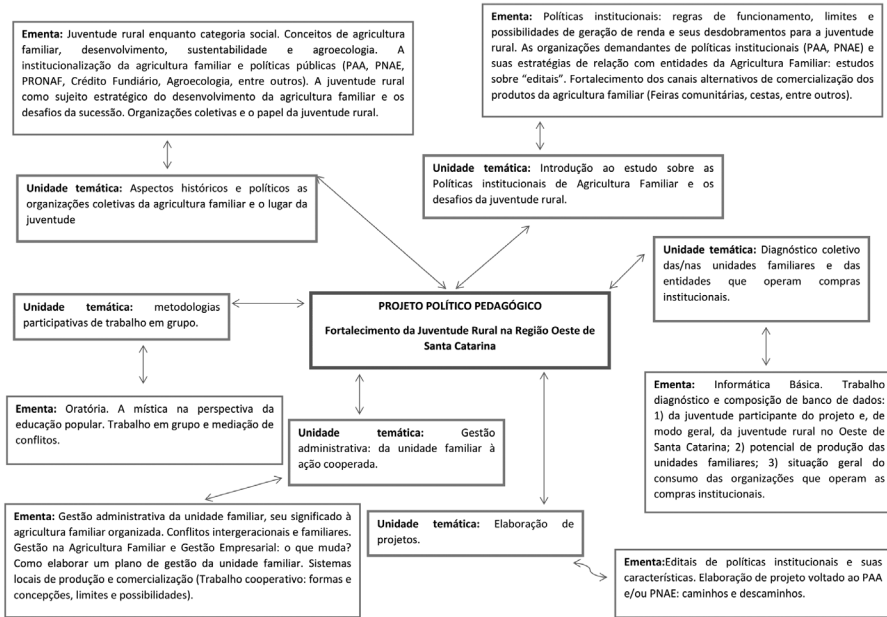 Ementa: Juventude rural enquanto categoria social. Conceitos de agricultura
familiar, desenvolvimento, sustentabilidade e agroecologia. A
institucionalização da agricultura familiar e políticas públicas (PAA, PNAE,
PRONAF, Crédito Fundiário, Agroecologia, entre outros). A juventude rural
como sujeito estratégico do desenvolvimento da agricultura familiar e os
desafios da sucessão. Organizações coletivas e o papel da juventude rural.
Ementa: Políticas institucionais: regras de funcionamento, limites e
possibilidades de geração de renda e seus desdobramentos para a juventude
rural. As organizações demandantes de políticas institucionais (PAA, PNAE) e
suas estratégias de relação com entidades da Agricultura Familiar: estudos
sobre “editais”. Fortalecimento dos canais alternativos de comercialização dos
produtos da agricultura familiar (Feiras comunitárias, cestas, entre outros).
Unidade temática: Aspectos históricos e políticos as
organizações coletivas da agricultura familiar e o lugar da
juventude
Unidade temática: Introdução ao estudo sobre as
Políticas institucionais de Agricultura Familiar e os
desafios da juventude rural.
Unidade temática: Diagnóstico coletivo
das/nas unidades familiares e das
entidades que operam compras
institucionais.
Unidade temática: metodologias
participativas de trabalho em grupo.
PROJETO POLÍTICO PEDAGÓGICO
Fortalecimento da Juventude Rural na Região Oeste de
Santa Catarina
Ementa: Oratória. A mística na perspectiva da
educação popular. Trabalho em grupo e mediação de
conflitos.
Unidade temática: Gestão
administrativa: da unidade familiar à
ação cooperada.
Ementa: Informática Básica. Trabalho
diagnóstico e composição de banco de dados:
1) da juventude participante do projeto e, de
modo geral, da juventude rural no Oeste de
Santa Catarina; 2) potencial de produção das
unidades familiares; 3) situação geral do
consumo das organizações que operam as
compras institucionais.
Ementa: Gestão administrativa da unidade familiar, seu significado à
agricultura familiar organizada. Conflitos intergeracionais e familiares.
Gestão na Agricultura Familiar e Gestão Empresarial: o que muda?
Como elaborar um plano de gestão da unidade familiar. Sistemas
locais de produção e comercialização (Trabalho cooperativo: formas e
concepções, limites e possibilidades).
Unidade temática: Elaboração de
projetos.
Ementa:Editais de políticas institucionais e suas
características. Elaboração de projeto voltado ao PAA
e/ou PNAE: caminhos e descaminhos.